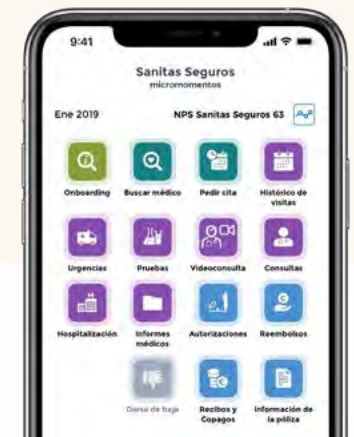 9:41
Sanitas Seguros
micromomentos
Ene 2019 NPS Sanitas Seguros 63
Onboarding Buscar médico Pedir cita Histórico de
visitas
Urgencias Pruebas Videoconsulta Consultas
Hospitalización Informes
médicos Autorizaciones Reembolsos
Darse de baja Recibos y
Copagos Información de
la póliza